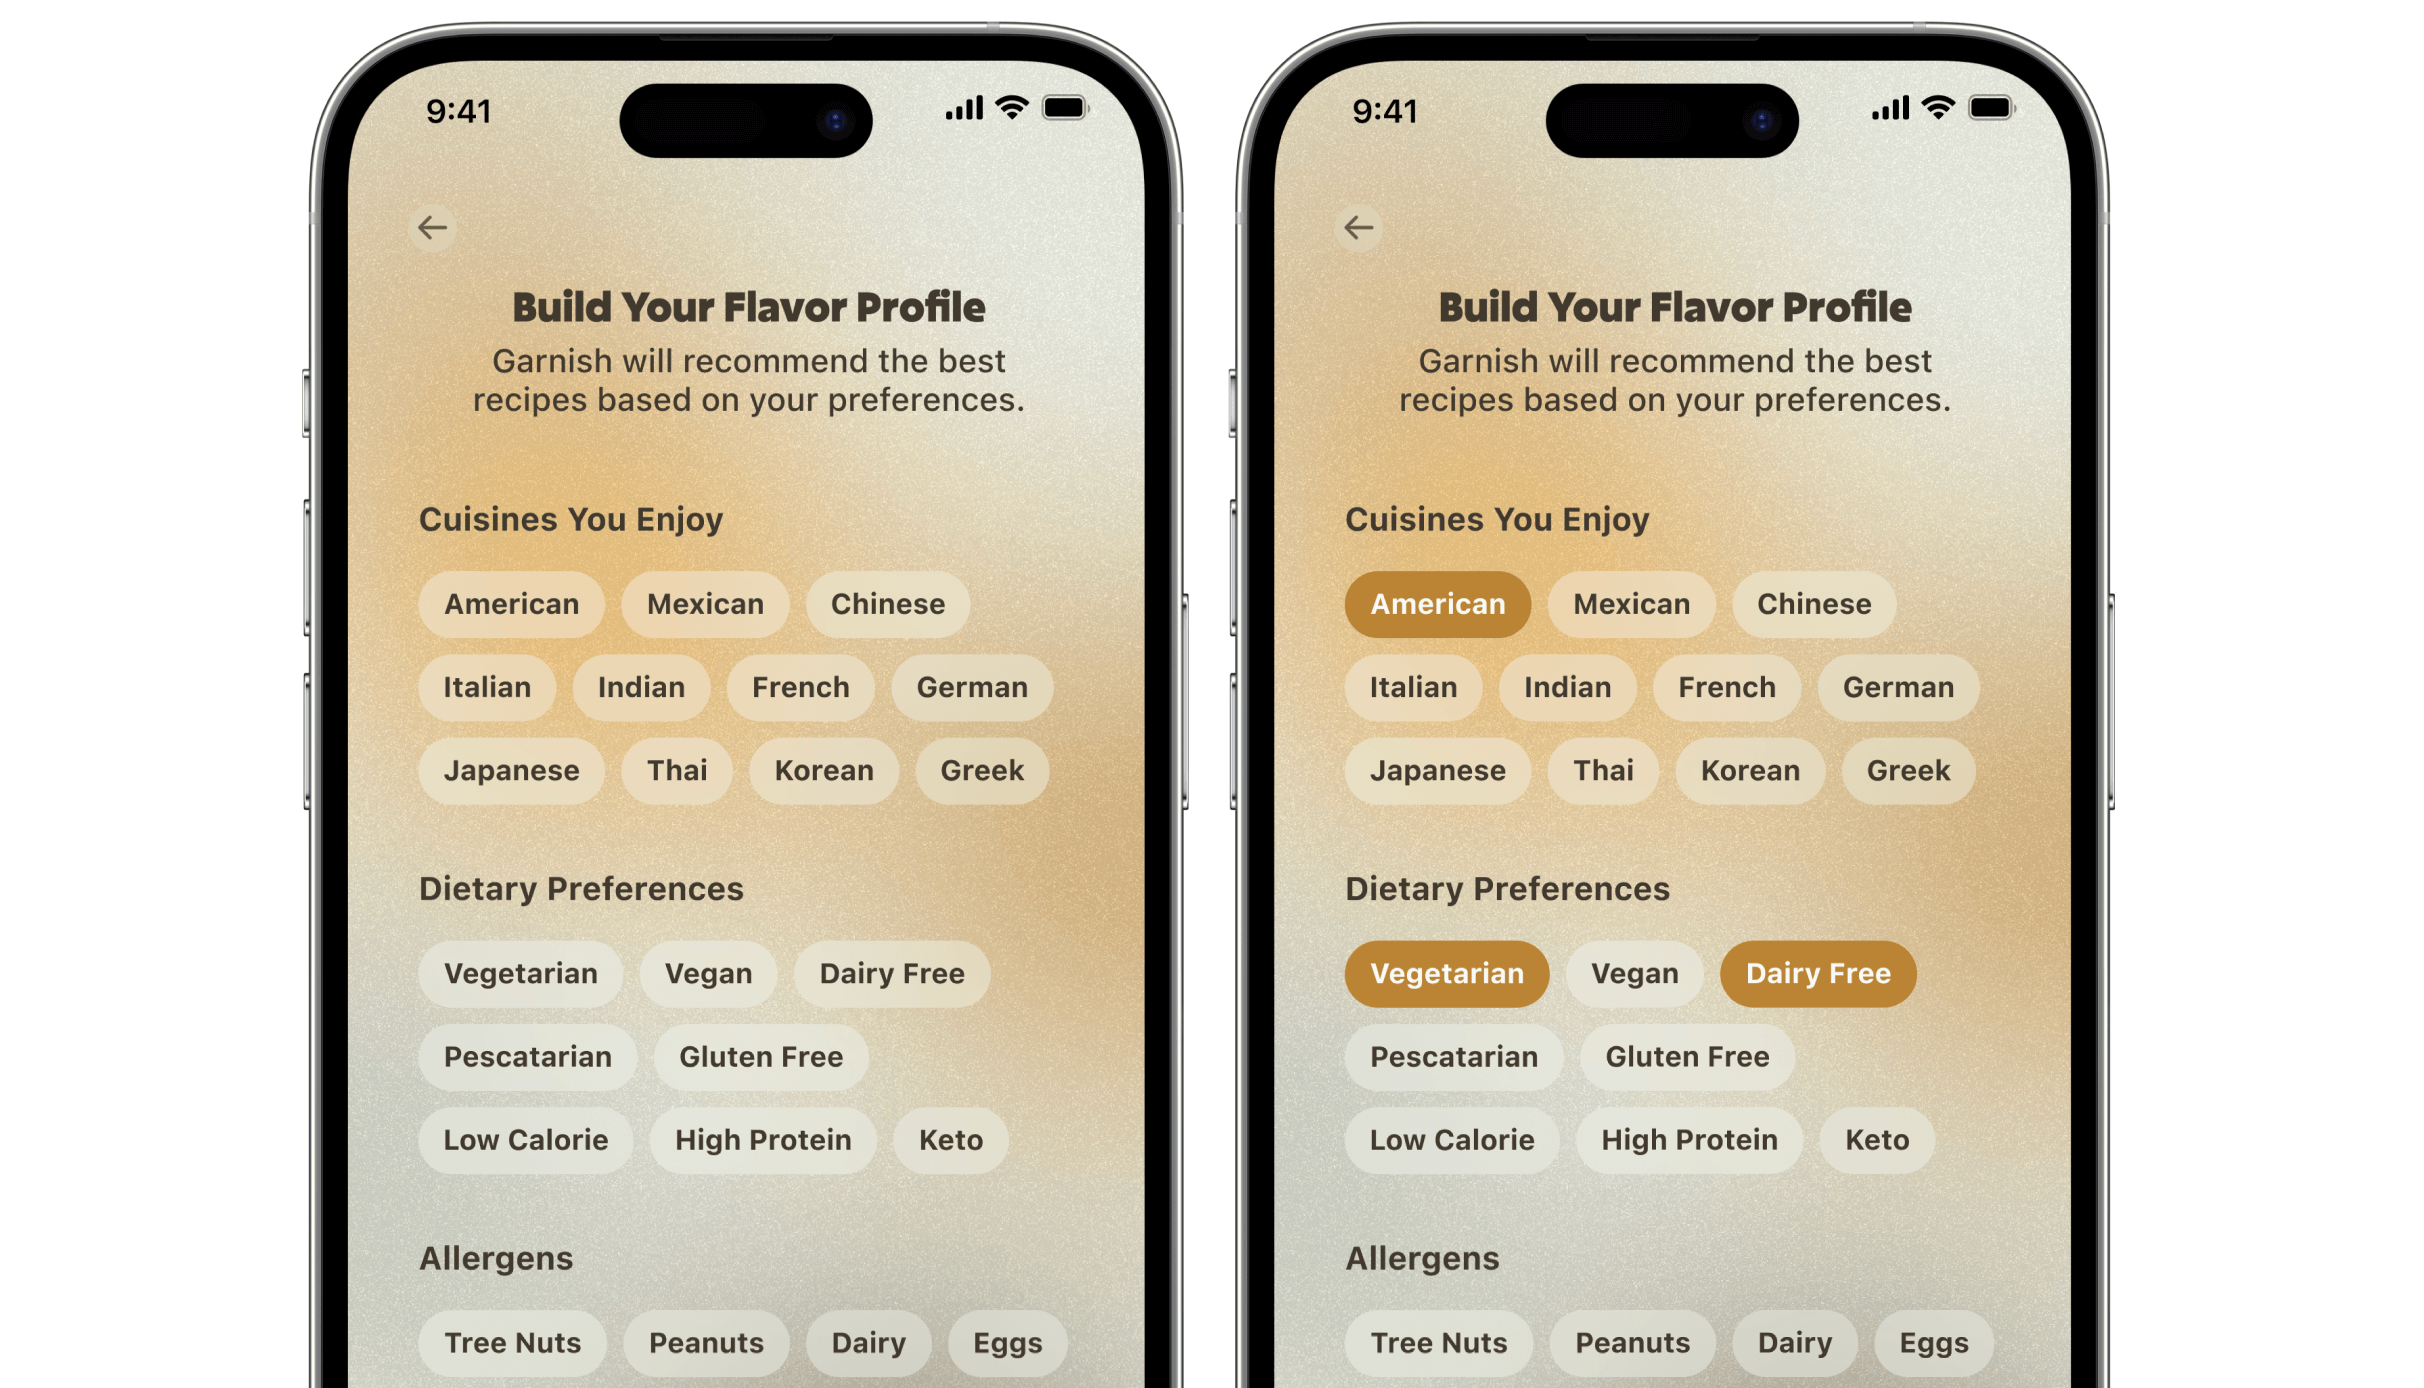 9:41
Build Your Flavor Profile
Garnish will recommend the best
recipes based on your preferences.
Cuisines You Enjoy
American Mexican Chinese
Italian Indian French German
Japanese Thai Korean Greek
Dietary Preferences
Vegetarian Vegan Dairy Free
Pescatarian Gluten Free
Low Calorie High Protein Keto
Allergens
Tree Nuts Peanuts Dairy Eggs
9:41
Build Your Flavor Profile
Garnish will recommend the best
recipes based on your preferences.
Cuisines You Enjoy
American Mexican Chinese
Italian Indian French German
Japanese Thai Korean Greek
Dietary Preferences
Vegetarian Vegan Dairy Free
Pescatarian Gluten Free
Low Calorie High Protein Keto
Allergens
Tree Nuts Peanuts Dairy Eggs